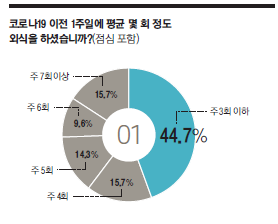 코로나19 이전 1주일에 평균 몇 회 정도
외식을 하셨습니까?(점심 포함)
주 7회 이상
15.7%
주 6회
9.6%
주 3회 이하
01
44.7%
14.3%
주 5회
15.7%
주 4회